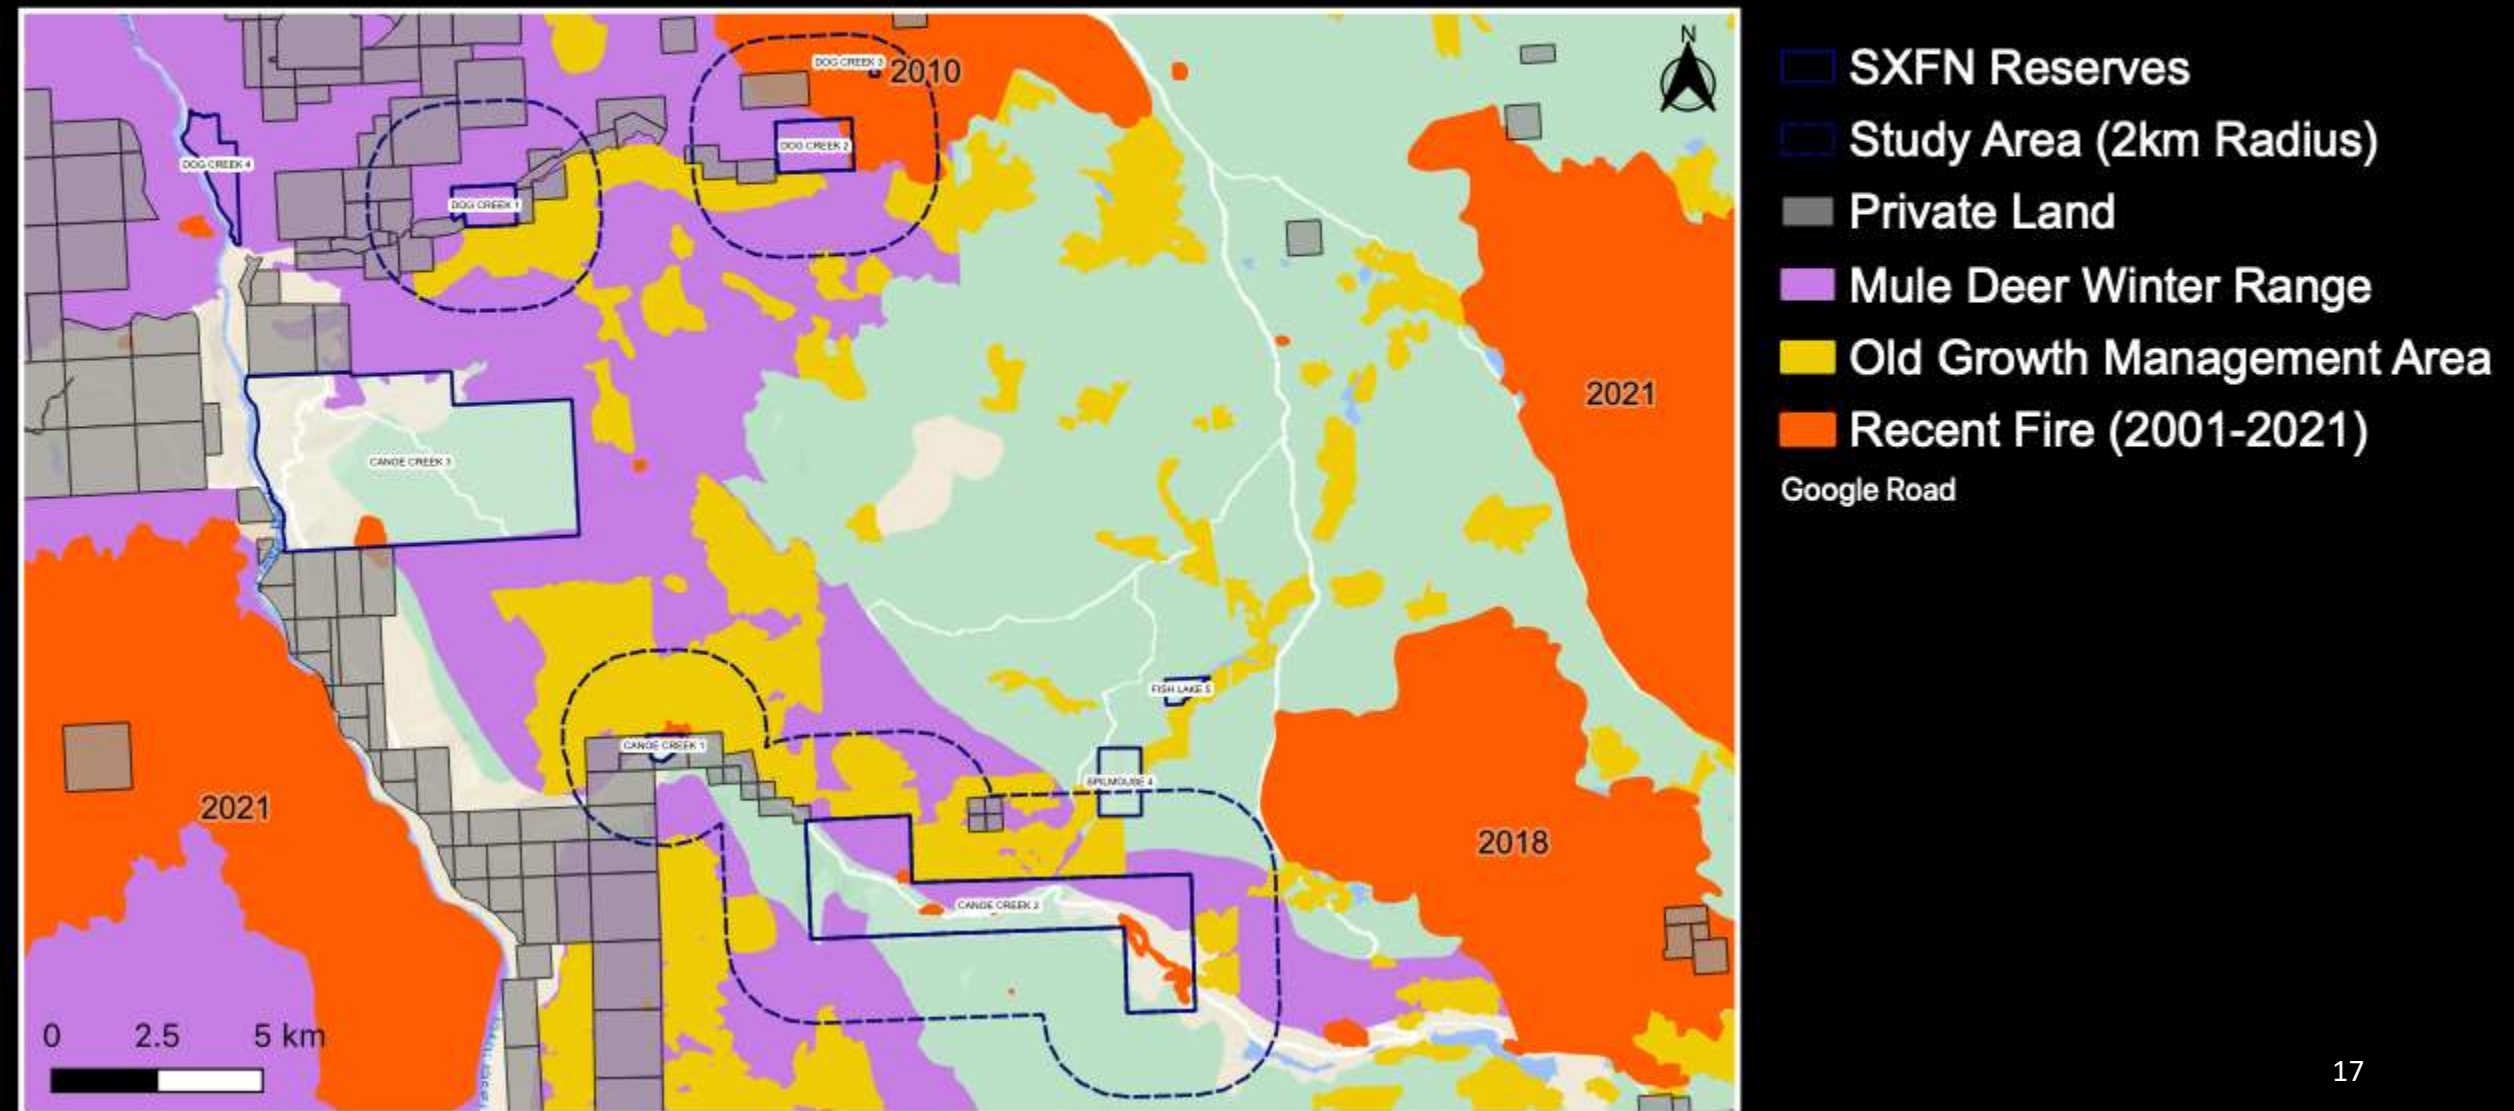 N
DOG CREEK 3
2010
DOG CREEK 2
DOG CREEK 4
DOG CREEK 1
2021
CANOE CREEK 3
FISH LAKE 5
CANOE CREEK 1
SPILMOUSE 4
2021
2018
CANOE CREEK 2
0 2.5 5 km
SXFN Reserves
Study Area (2km Radius)
Private Land
Mule Deer Winter Range
Old Growth Management Area
Recent Fire (2001-2021)
Google Road
17